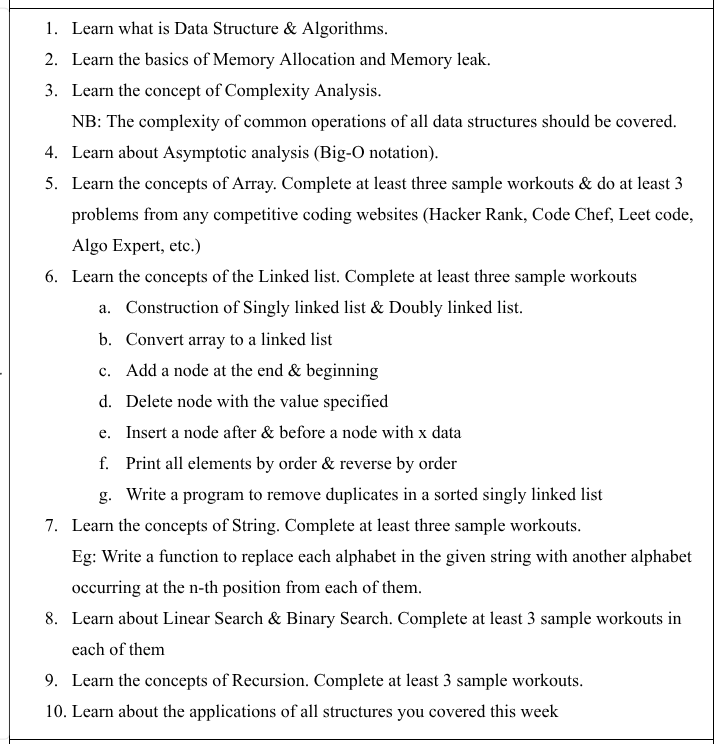 1. Learn what is Data Structure & Algorithms.
2. Learn the basics of Memory Allocation and Memory leak.
3. Learn the concept of Complexity Analysis.
NB: The complexity of common operations of all data structures should be covered.
4. Learn about Asymptotic analysis (Big-O notation).
5. Learn the concepts of Array. Complete at least three sample workouts & do at least 3
problems from any competitive coding websites (Hacker Rank, Code Chef, Leet code,
Algo Expert, etc.)
6. Learn the concepts of the Linked list. Complete at least three sample workouts
a. Construction of Singly linked list & Doubly linked list.
b. Convert array to a linked list
c. Add a node at the end & beginning
d. Delete node with the value specified
e. Insert a node after & before a node with x data
f. Print all elements by order & reverse by order
g. Write a program to remove duplicates in a sorted singly linked list
7. Learn the concepts of String. Complete at least three sample workouts.
Eg: Write a function to replace each alphabet in the given string with another alphabet
occurring at the n-th position from each of them.
8. Learn about Linear Search & Binary Search. Complete at least 3 sample workouts in
each of them
9. Learn the concepts of Recursion. Complete at least 3 sample workouts.
10. Learn about the applications of all structures you covered this week